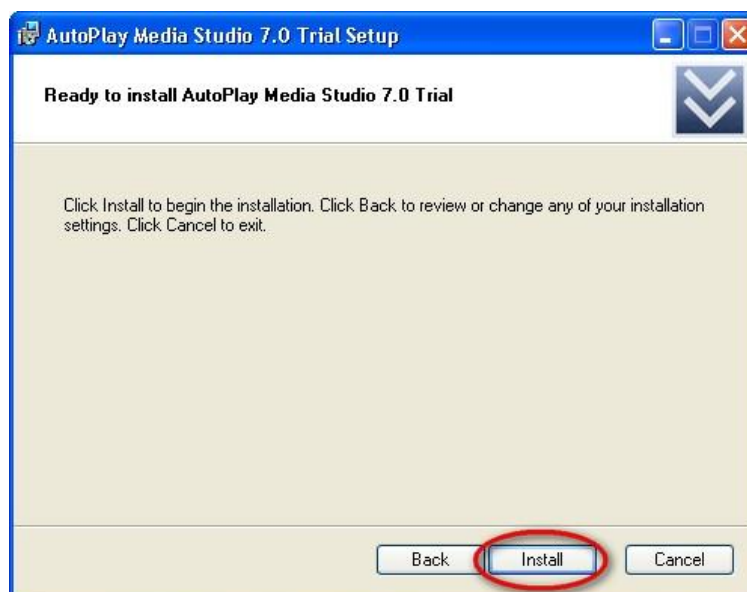 AutoPlay Media Studio 7.0 Trial Setup
Ready to install AutoPlay Media Studio 7.0 Trial
Click Install to begin the installation. Click Back to review or change any of your installation
settings. Click Cancel to exit.
Back Install Cancel